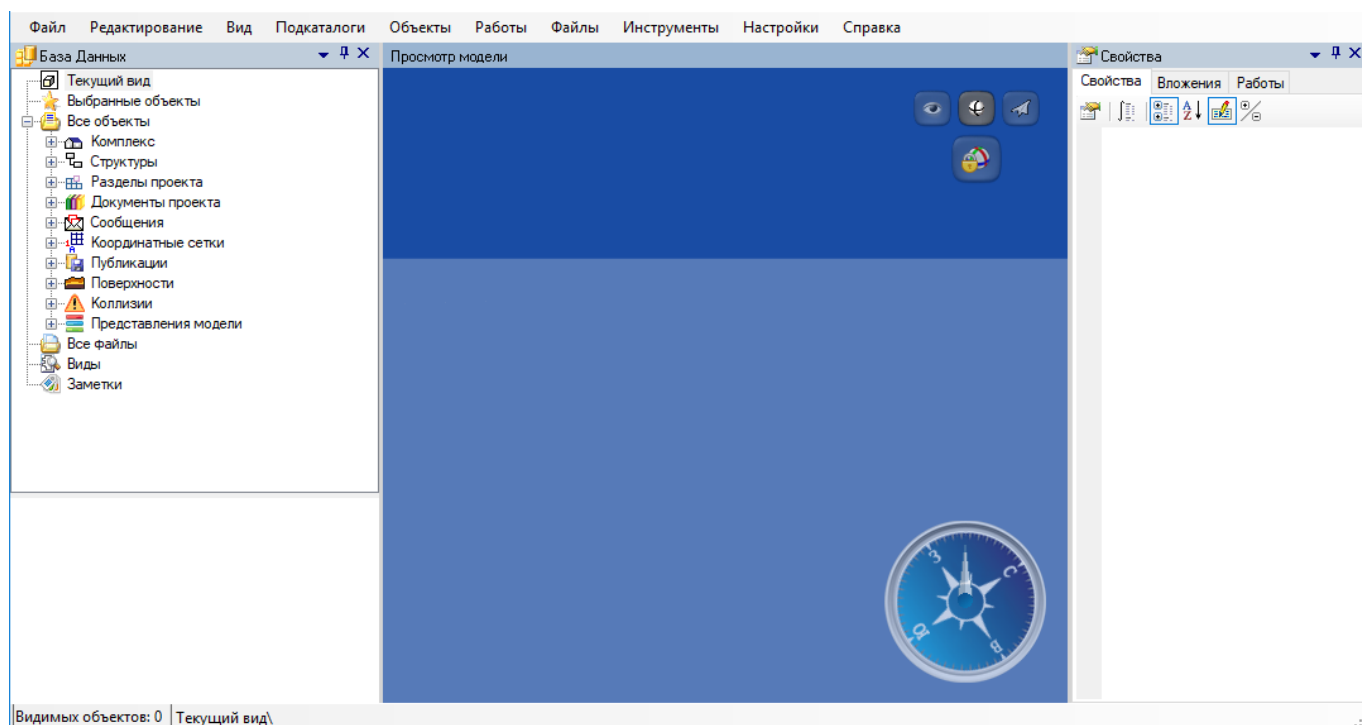 Файл Редактирование Вид Подкаталоги Объекты Работы Файлы Инструменты Настройки Справка
База Данных
Текущий вид
Выбранные объекты
Все объекты
Комплекс
Структуры
Разделы проекта
Документы проекта
Сообщения
Координатные сетки
Публикации
Поверхности
Коллизии
Представления модели
Все файлы
Виды
Заметки
Просмотр модели
З
С
Ю
В
Свойства
Свойства Вложения Работы
Видимых объектов: 0 Текущий вид\